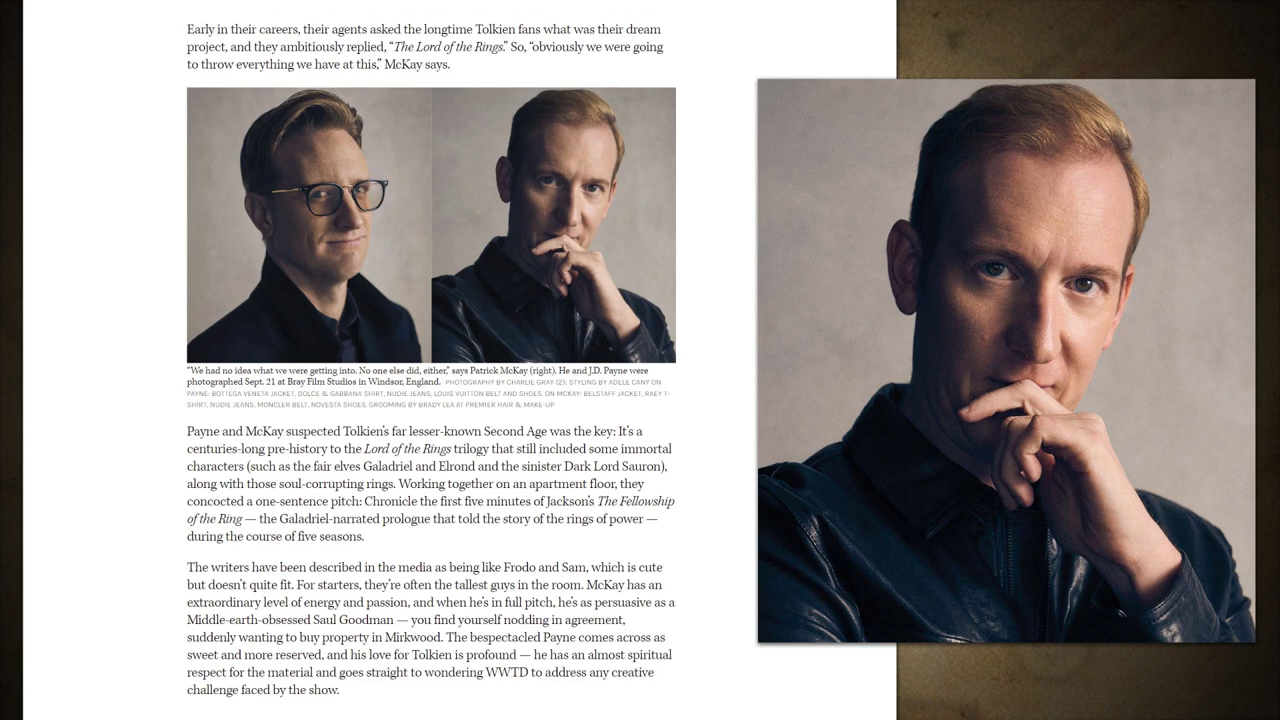 Early in their careers, their agents asked the longtime Tolkien fans what was their dream
project, and they ambitiously replied, “The Lord of the Rings.” So, “obviously we were going
to throw everything we have at this,” McKay says.
“We had no idea what we were getting into. No one else did, either,” says Patrick McKay (right). He and J.D. Payne were
photographed Sept. 21 at Bray Film Studios in Windsor, England. PHOTOGRAPHY BY CHARLIE GRAY (2); STYLING BY ADELE CANY ON
PAYNE: BOTTEGA VENETA JACKET, DOLCE & GABBANA SHIRT, NUDIE JEANS, LOUIS VUITTON BELT AND SHOES. ON MCKAY: BELSTAFF JACKET, RAEY T-
SHIRT, NUDIE JEANS, MONCLER BELT, NOVESTA SHOES. GROOMING BY BRADY LEA AT PREMIER HAIR & MAKE-UP
Payne and McKay suspected Tolkien’s far lesser-known Second Age was the key: It’s a
centuries-long pre-history to the Lord of the Rings trilogy that still included some immortal
characters (such as the fair elves Galadriel and Elrond and the sinister Dark Lord Sauron),
along with those soul-corrupting rings. Working together on an apartment floor, they
concocted a one-sentence pitch: Chronicle the first five minutes of Jackson’s The Fellowship
of the Ring — the Galadriel-narrated prologue that told the story of the rings of power —
during the course of five seasons.
The writers have been described in the media as being like Frodo and Sam, which is cute
but doesn’t quite fit. For starters, they’re often the tallest guys in the room. McKay has an
extraordinary level of energy and passion, and when he’s in full pitch, he’s as persuasive as a
Middle-earth-obsessed Saul Goodman — you find yourself nodding in agreement,
suddenly wanting to buy property in Mirkwood. The bespectacled Payne comes across as
sweet and more reserved, and his love for Tolkien is profound — he has an almost spiritual
respect for the material and goes straight to wondering WWTD to address any creative
challenge faced by the show.